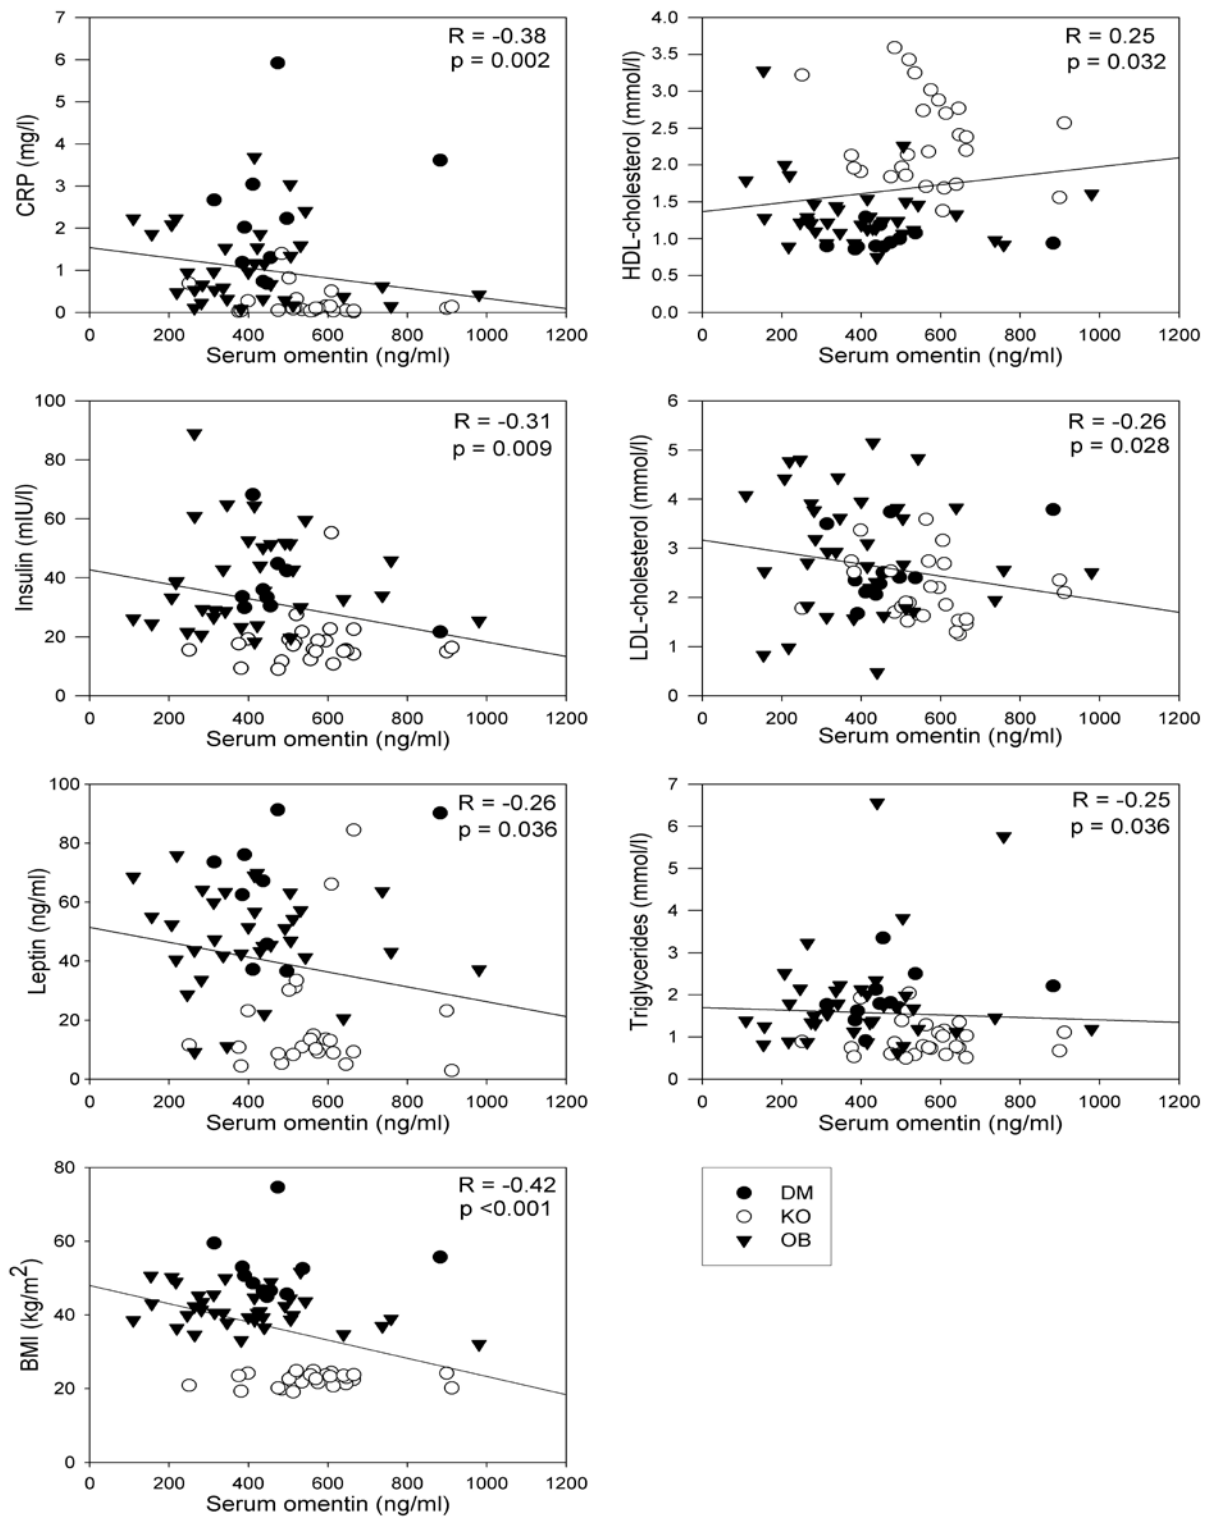 7
6
5
4
3
2
1
0
CRP (mg/l)
R = -0.38
p = 0.002
0 200 400 600 800 1000 1200
Serum omentin (ng/ml)
4.0
3.5
3.0
2.5
2.0
1.5
1.0
0.5
0.0
HDL-cholesterol (mmol/l)
R = 0.25
p = 0.032
0 200 400 600 800 1000 1200
Serum omentin (ng/ml)
100
80
60
40
20
0
Insulin (mIU/l)
R = -0.31
p = 0.009
0 200 400 600 800 1000 1200
Serum omentin (ng/ml)
6
5
4
3
2
1
0
LDL-cholesterol (mmol/l)
R = -0.26
p = 0.028
0 200 400 600 800 1000 1200
Serum omentin (ng/ml)
100
80
60
40
20
0
Leptin (ng/ml)
R = -0.26
p = 0.036
0 200 400 600 800 1000 1200
Serum omentin (ng/ml)
7
6
5
4
3
2
1
0
Triglycerides (mmol/l)
R = -0.25
p = 0.036
0 200 400 600 800 1000 1200
Serum omentin (ng/ml)
80
60
40
20
0
BMI (kg/m²)
R = -0.42
p <0.001
0 200 400 600 800 1000 1200
Serum omentin (ng/ml)
DM
KO
OB